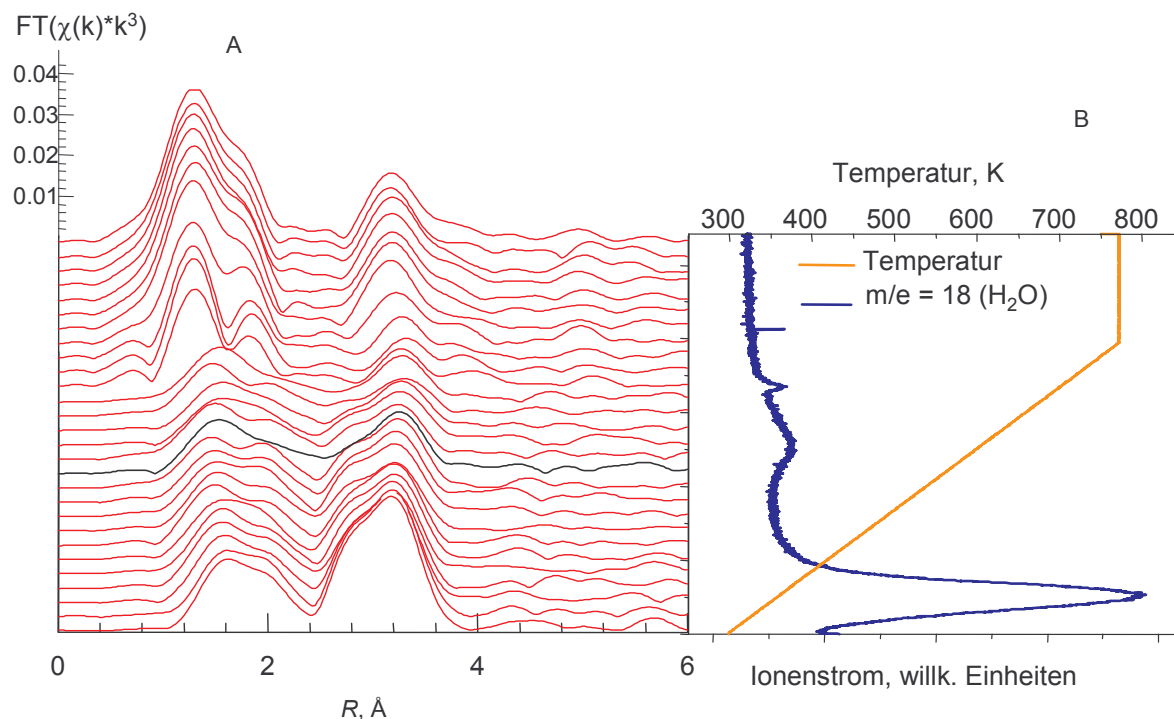 FT(χ(k)*k³)
A
0.04
0.03
0.02
0.01
0 2 4 6
R, Å
B
Temperatur, K
300 400 500 600 700 800
Temperatur
m/e = 18 (H₂O)
Ionenstrom, willk. Einheiten